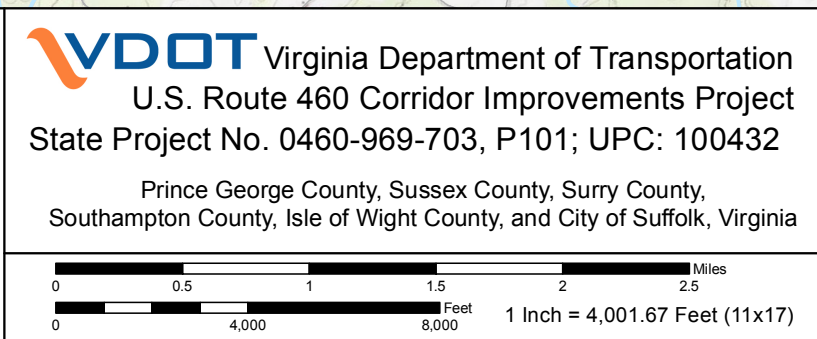 VDOT Virginia Department of Transportation
U.S. Route 460 Corridor Improvements Project
State Project No. 0460-969-703, P101; UPC: 100432
Prince George County, Sussex County, Surry County,
Southampton County, Isle of Wight County, and City of Suffolk, Virginia
Miles
0 0.5 1 1.5 2 2.5
Feet
0 4,000 8,000
1 Inch = 4,001.67 Feet (11x17)